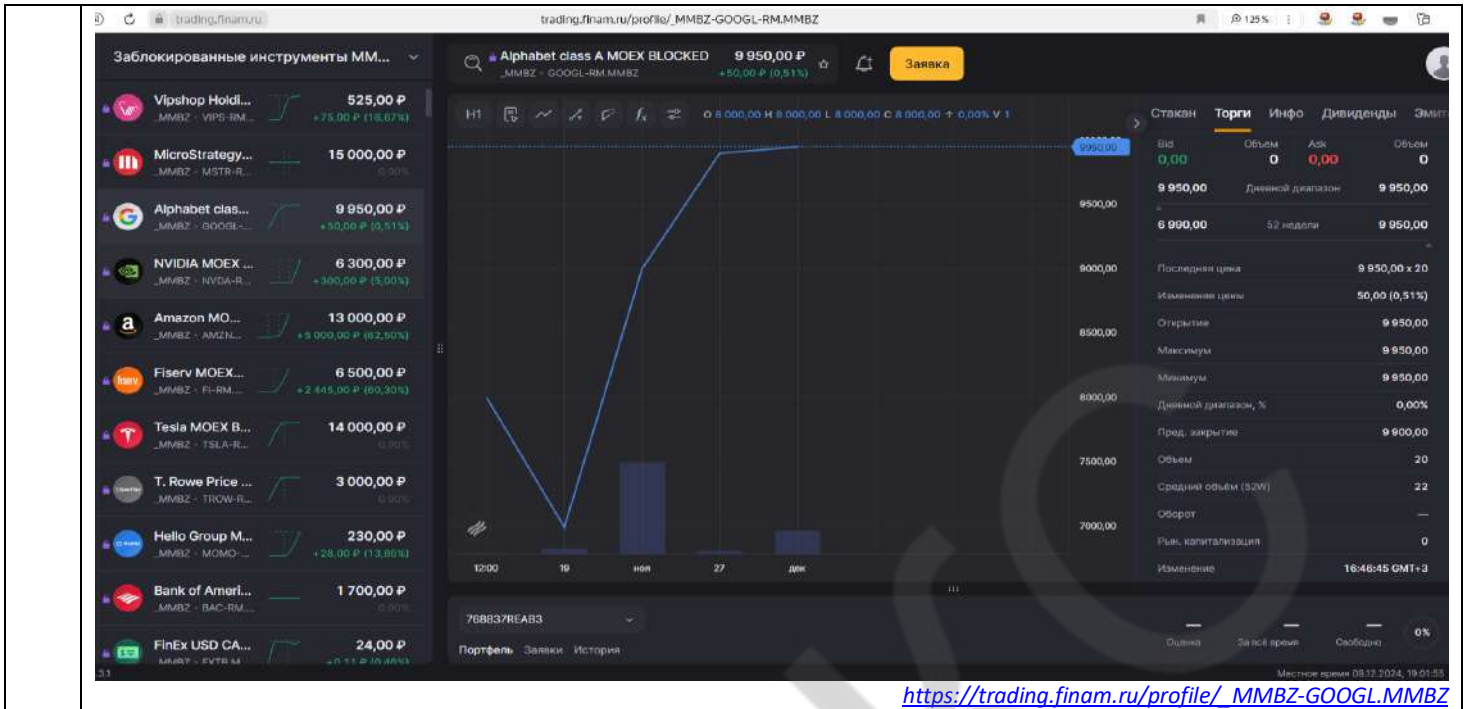 trading.finam.ru
trading.finam.ru/profile/_MMBZ-GOOGL-RM.MMBZ
125%
Заблокированные инструменты ММ...
Vipshop Holdi... 525,00 ₽
_MMBZ - VIPS-RM... +75,00 ₽ (16,67%)
MicroStrategy... 15 000,00 ₽
_MMBZ - MSTR-R... 0,00%
Alphabet clas... 9 950,00 ₽
_MMBZ - GOOGL-... +50,00 ₽ (0,51%)
NVIDIA MOEX ... 6 300,00 ₽
_MMBZ - NVDA-R... +300,00 ₽ (5,00%)
Amazon MO... 13 000,00 ₽
_MMBZ - AMZN... +5 000,00 ₽ (62,50%)
Fiserv MOEX... 6 500,00 ₽
_MMBZ - FI-RM... +2 445,00 ₽ (60,30%)
Tesla MOEX B... 14 000,00 ₽
_MMBZ - TSLA-R... 0,00%
T. Rowe Price ... 3 000,00 ₽
_MMBZ - TROW-R... 0,00%
Hello Group M... 230,00 ₽
_MMBZ - MOMO-... +28,00 ₽ (13,86%)
Bank of Ameri... 1 700,00 ₽
_MMBZ - BAC-RM... 0,00%
FinEx USD CA... 24,00 ₽
Alphabet class A MOEX BLOCKED 9 950,00 ₽
_MMBZ - GOOGL-RM.MMBZ +50,00 ₽ (0,51%)
Заявка
H1 fx O 8 000,00 H 8 000,00 L 8 000,00 C 8 000,00 ↑ 0,00% V 1
9950,00
9500,00
9000,00
8500,00
8000,00
7500,00
7000,00
12:00 19 ноя 27 дек
768837REAB3
Портфель Заявки История
Стакан Торги Инфо Дивиденды Эмит
Bid Объем Ask Объем
0,00 0 0,00 0
9 950,00 Дневной диапазон 9 950,00
6 990,00 52 недели 9 950,00
Последняя цена 9 950,00 x 20
Изменение цены 50,00 (0,51%)
Открытие 9 950,00
Максимум 9 950,00
Минимум 9 950,00
Дневной диапазон, % 0,00%
Пред. закрытие 9 900,00
Объем 20
Средний объём (52W) 22
Оборот —
Рын. капитализация 0
Изменение 16:46:45 GMT+3
— — —
Оценка За всё время Свободно 0%
Местное время 09.12.2024, 19:01:55
https://trading.finam.ru/profile/_MMBZ-GOOGL.MMBZ